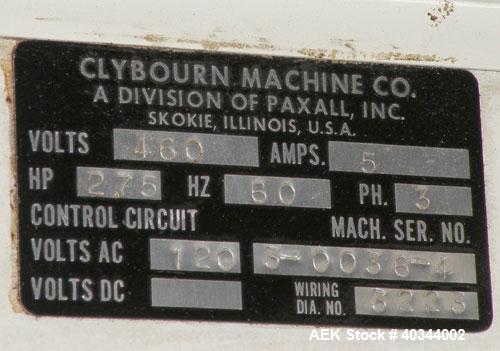 CLYBOURN MACHINE CO.
A DIVISION OF PAXALL, INC.
SKOKIE, ILLINOIS, U.S.A.
VOLTS 460 AMPS. 5
HP 2.75 HZ 60 PH. 3
CONTROL CIRCUIT MACH. SER. NO.
VOLTS AC 120 S-0038-4
VOLTS DC WIRING DIA. NO.
AEK Stock # 40344002